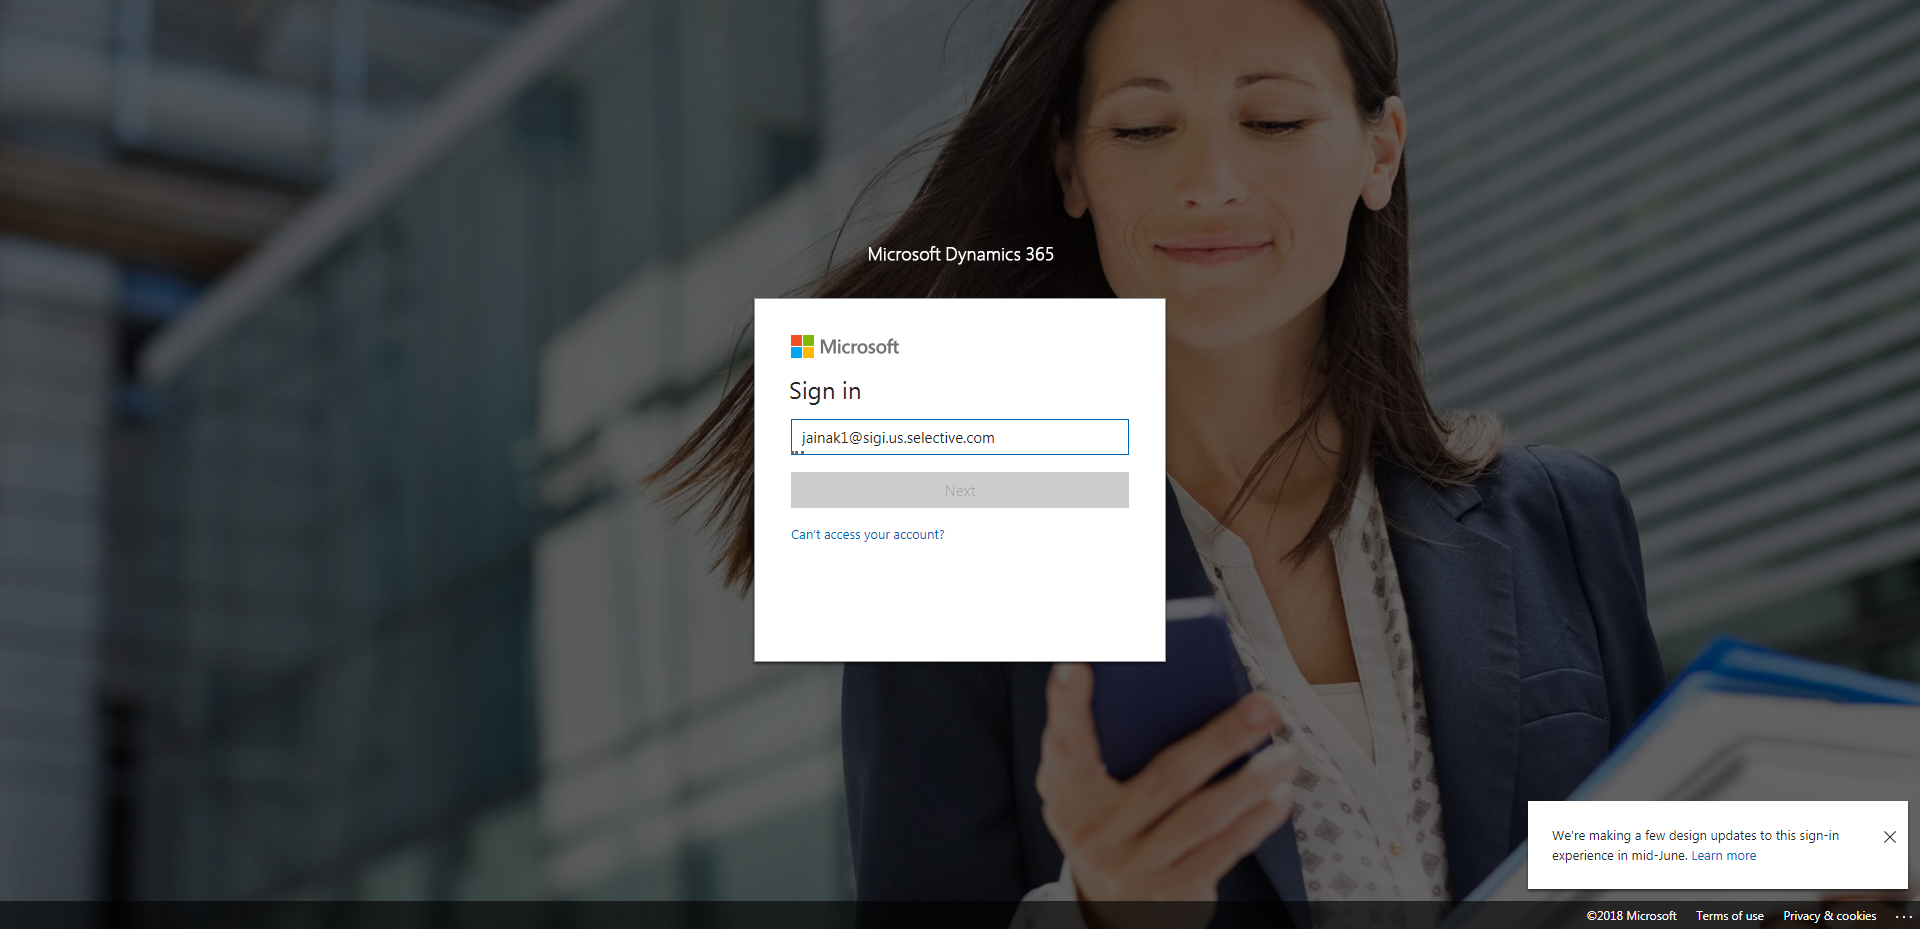 Microsoft Dynamics 365
Microsoft
Sign in
jainak1@sigi.us.selective.com
Next
Can't access your account?
We're making a few design updates to this sign-in
experience in mid-June. Learn more
©2018 Microsoft Terms of use Privacy & cookies ...